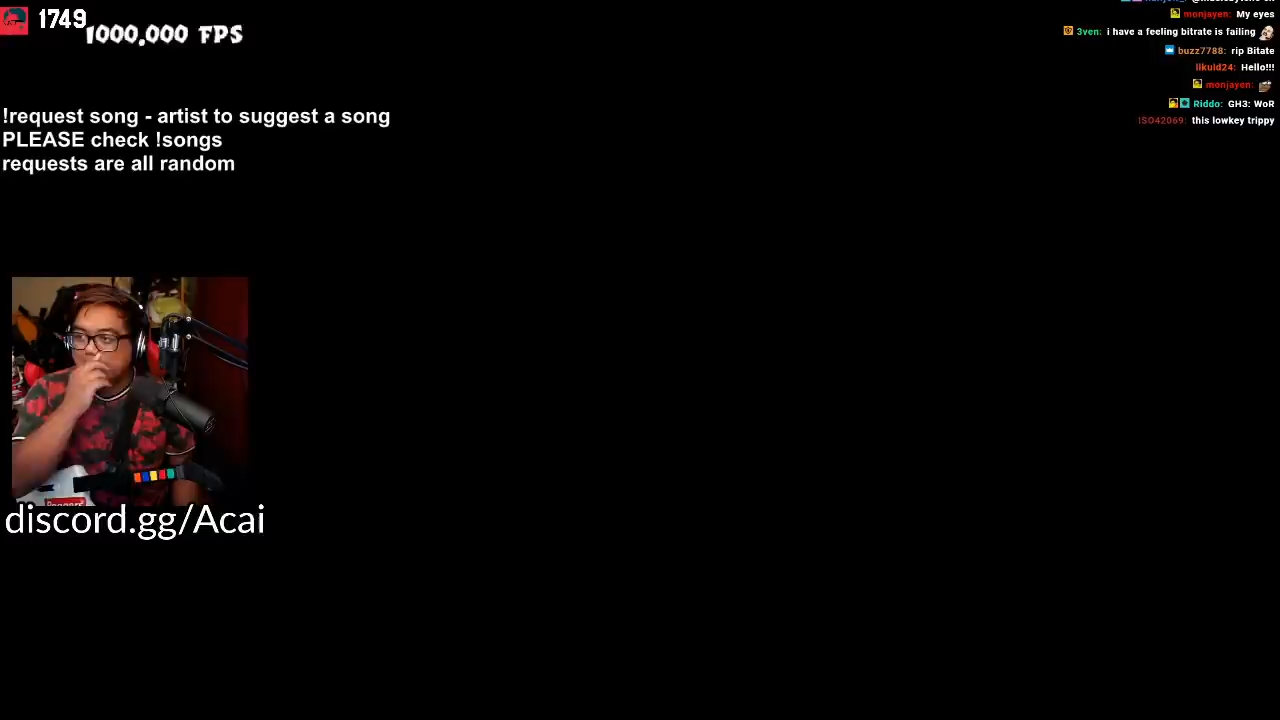 1749
1000,000 FPS
!request song - artist to suggest a song
PLEASE check !songs
requests are all random
discord.gg/Acai
monjayen: My eyes
3ven: i have a feeling bitrate is failing
buzz7788: rip Bitate
likuid24: Hello!!!
monjayen:
Riddo: GH3: WoR
ISO42069: this lowkey trippy